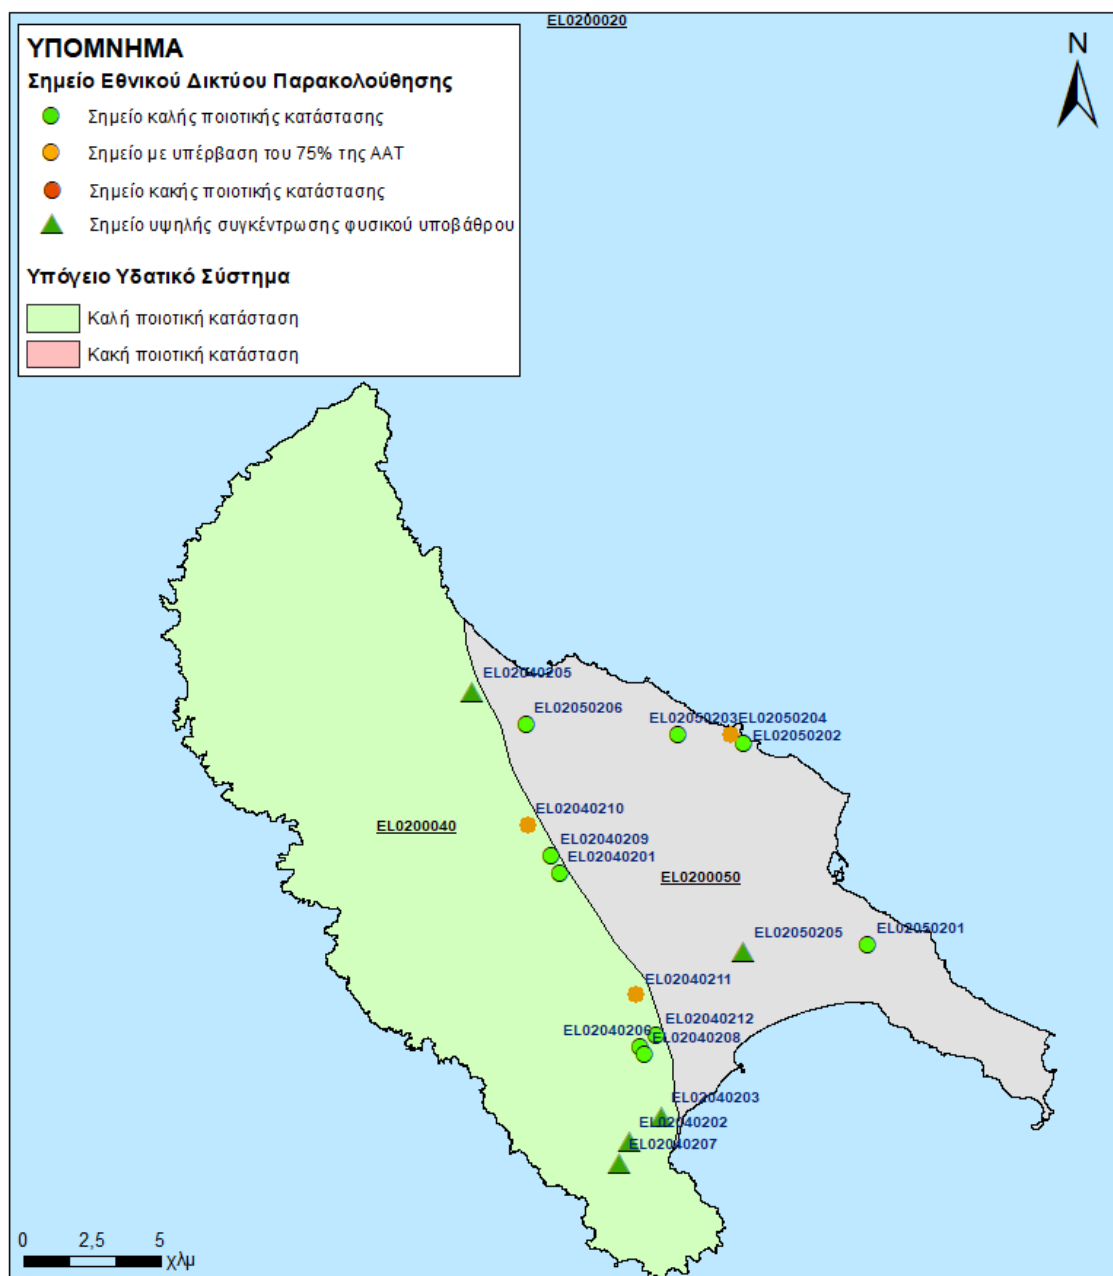 EL0200020
ΥΠΟΜΝΗΜΑ
Σημείο Εθνικού Δικτύου Παρακολούθησης
Σημείο καλής ποιοτικής κατάστασης
Σημείο με υπέρβαση του 75% της ΑΑΤ
Σημείο κακής ποιοτικής κατάστασης
Σημείο υψηλής συγκέντρωσης φυσικού υποβάθρου
Υπόγειο Υδατικό Σύστημα
Καλή ποιοτική κατάσταση
Κακή ποιοτική κατάσταση
N
EL02040205
EL02050206
EL02050203 EL02050204
EL02050202
EL02040210
EL0200040
EL02040209
EL02040201
EL0200050
EL02050201
EL02050205
EL02040211
EL02040212
EL02040206 EL02040208
EL02040203
EL02040202
EL02040207
0 2,5 5
χλμ